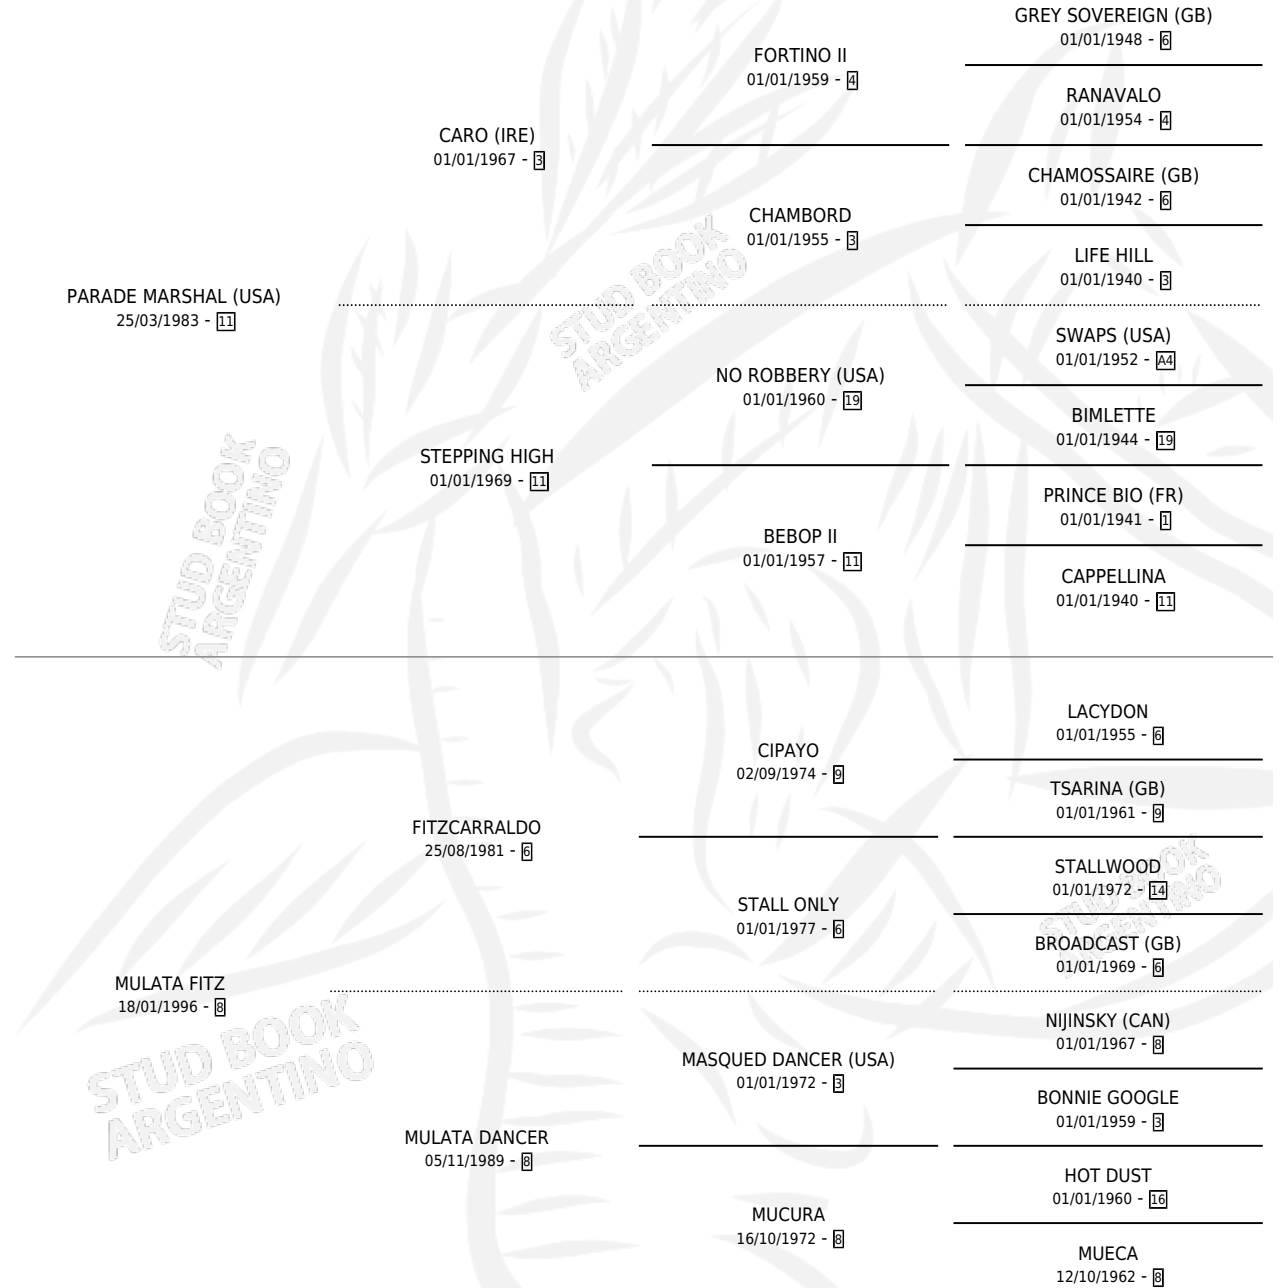 GREY SOVEREIGN (GB)
01/01/1948 - 6
FORTINO II
01/01/1959 - 4
RANAVALO
01/01/1954 - 4
CARO (IRE)
01/01/1967 - 3
CHAMOSSAIRE (GB)
01/01/1942 - 6
CHAMBORD
01/01/1955 - 3
LIFE HILL
01/01/1940 - 3
PARADE MARSHAL (USA)
25/03/1983 - 11
SWAPS (USA)
01/01/1952 - A4
NO ROBBERY (USA)
01/01/1960 - 19
BIMLETTE
01/01/1944 - 19
STEPPING HIGH
01/01/1969 - 11
PRINCE BIO (FR)
01/01/1941 - 1
BEBOP II
01/01/1957 - 11
CAPPELLINA
01/01/1940 - 11
LACYDON
01/01/1955 - 6
CIPAYO
02/09/1974 - 9
TSARINA (GB)
01/01/1961 - 9
FITZCARRALDO
25/08/1981 - 6
STALLWOOD
01/01/1972 - 14
STALL ONLY
01/01/1977 - 6
BROADCAST (GB)
01/01/1969 - 6
MULATA FITZ
18/01/1996 - 8
NIJINSKY (CAN)
01/01/1967 - 8
MASQUED DANCER (USA)
01/01/1972 - 3
BONNIE GOOGLE
01/01/1959 - 3
MULATA DANCER
05/11/1989 - 8
HOT DUST
01/01/1960 - 16
MUCURA
16/10/1972 - 8
MUECA
12/10/1962 - 8
STUD BOOK
ARGENTINO
STUD BOOK
ARGENTINO
STUD BOOK
ARGENTINO
STUD BOOK
ARGENTINO